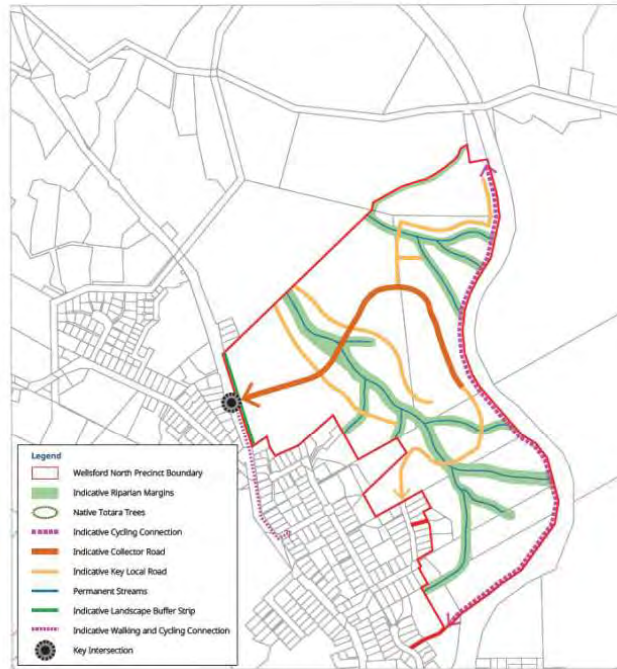 Legend
Wellsford North Precinct Boundary
Indicative Riparian Margins
Native Totara Trees
Indicative Cycling Connection
Indicative Collector Road
Indicative Key Local Road
Permanent Streams
Indicative Landscape Buffer Strip
Indicative Walking and Cycling Connection
Key Intersection